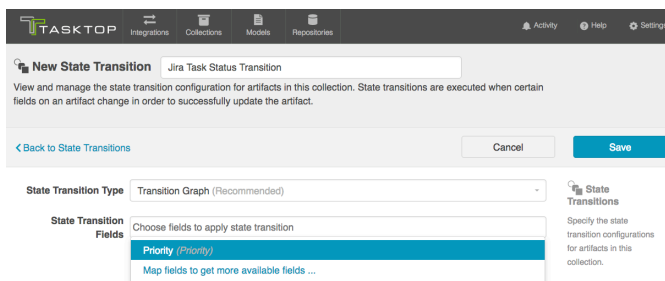 TASKTOP
Integrations
Collections
Models
Repositories
Activity
Help
Settings
New State Transition
Jira Task Status Transition
View and manage the state transition configuration for artifacts in this collection. State transitions are executed when certain
fields on an artifact change in order to successfully update the artifact.
Back to State Transitions
Cancel
Save
State Transition Type
Transition Graph (Recommended)
State
Transitions
State Transition
Fields
Choose fields to apply state transition
Specify the state
transition configurations
for artifacts in this
collection.
Priority (Priority)
Map fields to get more available fields ...